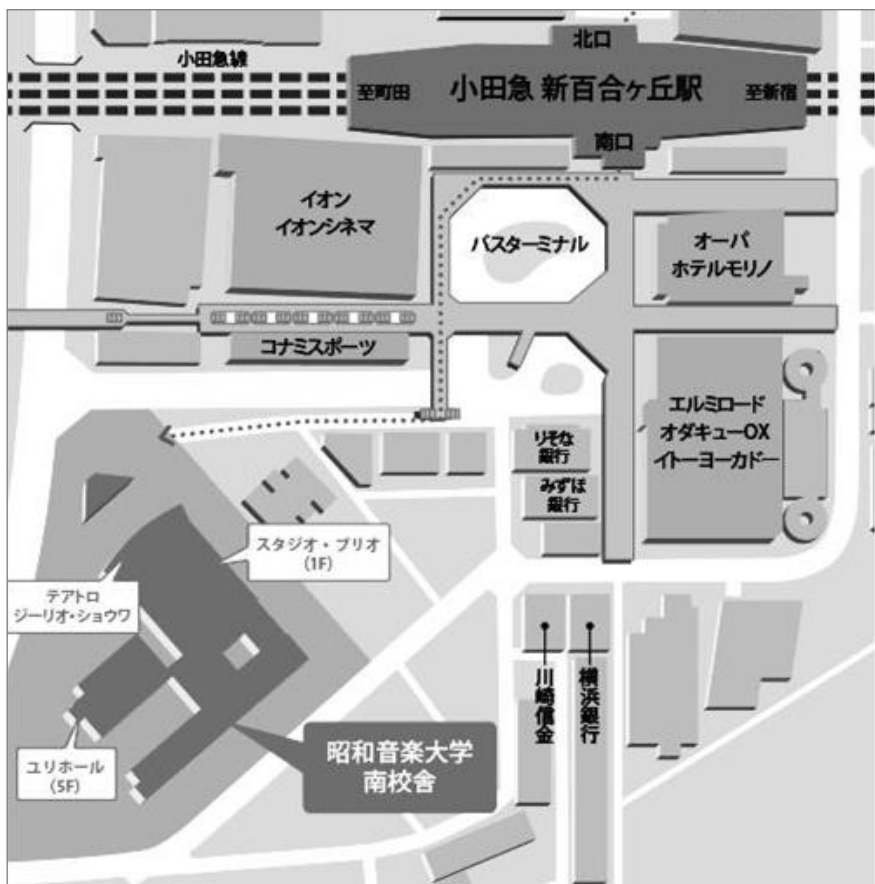 北口
小田急線
至町田
小田急 新百合ヶ丘駅
至新宿
南口
イオン
イオンシネマ
バスターミナル
オーパ
ホテルモリノ
コナミスポーツ
エルミロード
オダキューOX
イトーヨーカドー
りそな
銀行
みずほ
銀行
スタジオ・ブリオ
(1F)
テアトロ
ジーリオ・ショウワ
川崎信金
横浜銀行
昭和音楽大学
南校舎
ユリホール
(5F)